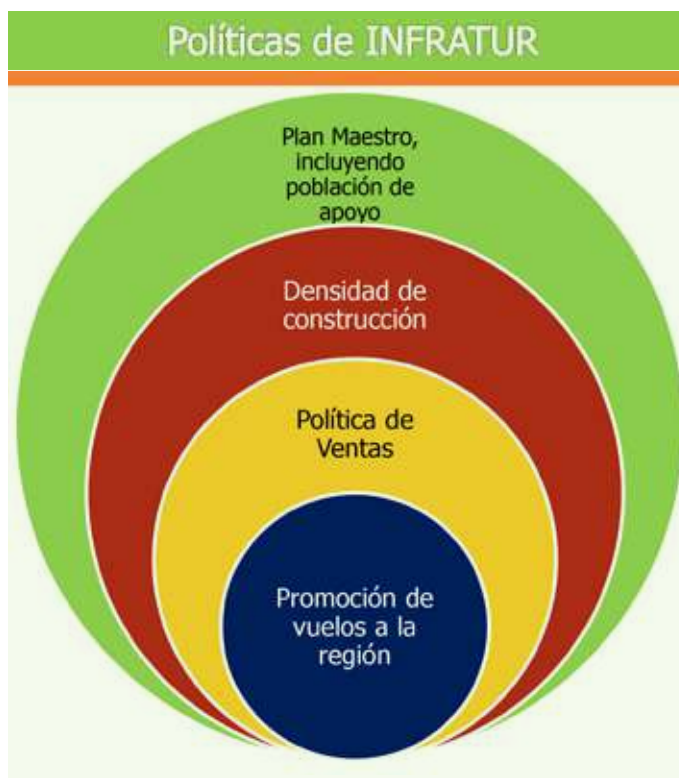 Políticas de INFRATUR
Plan Maestro,
incluyendo
población de
apoyo
Densidad de
construcción
Política de
Ventas
Promoción de
vuelos a la
región